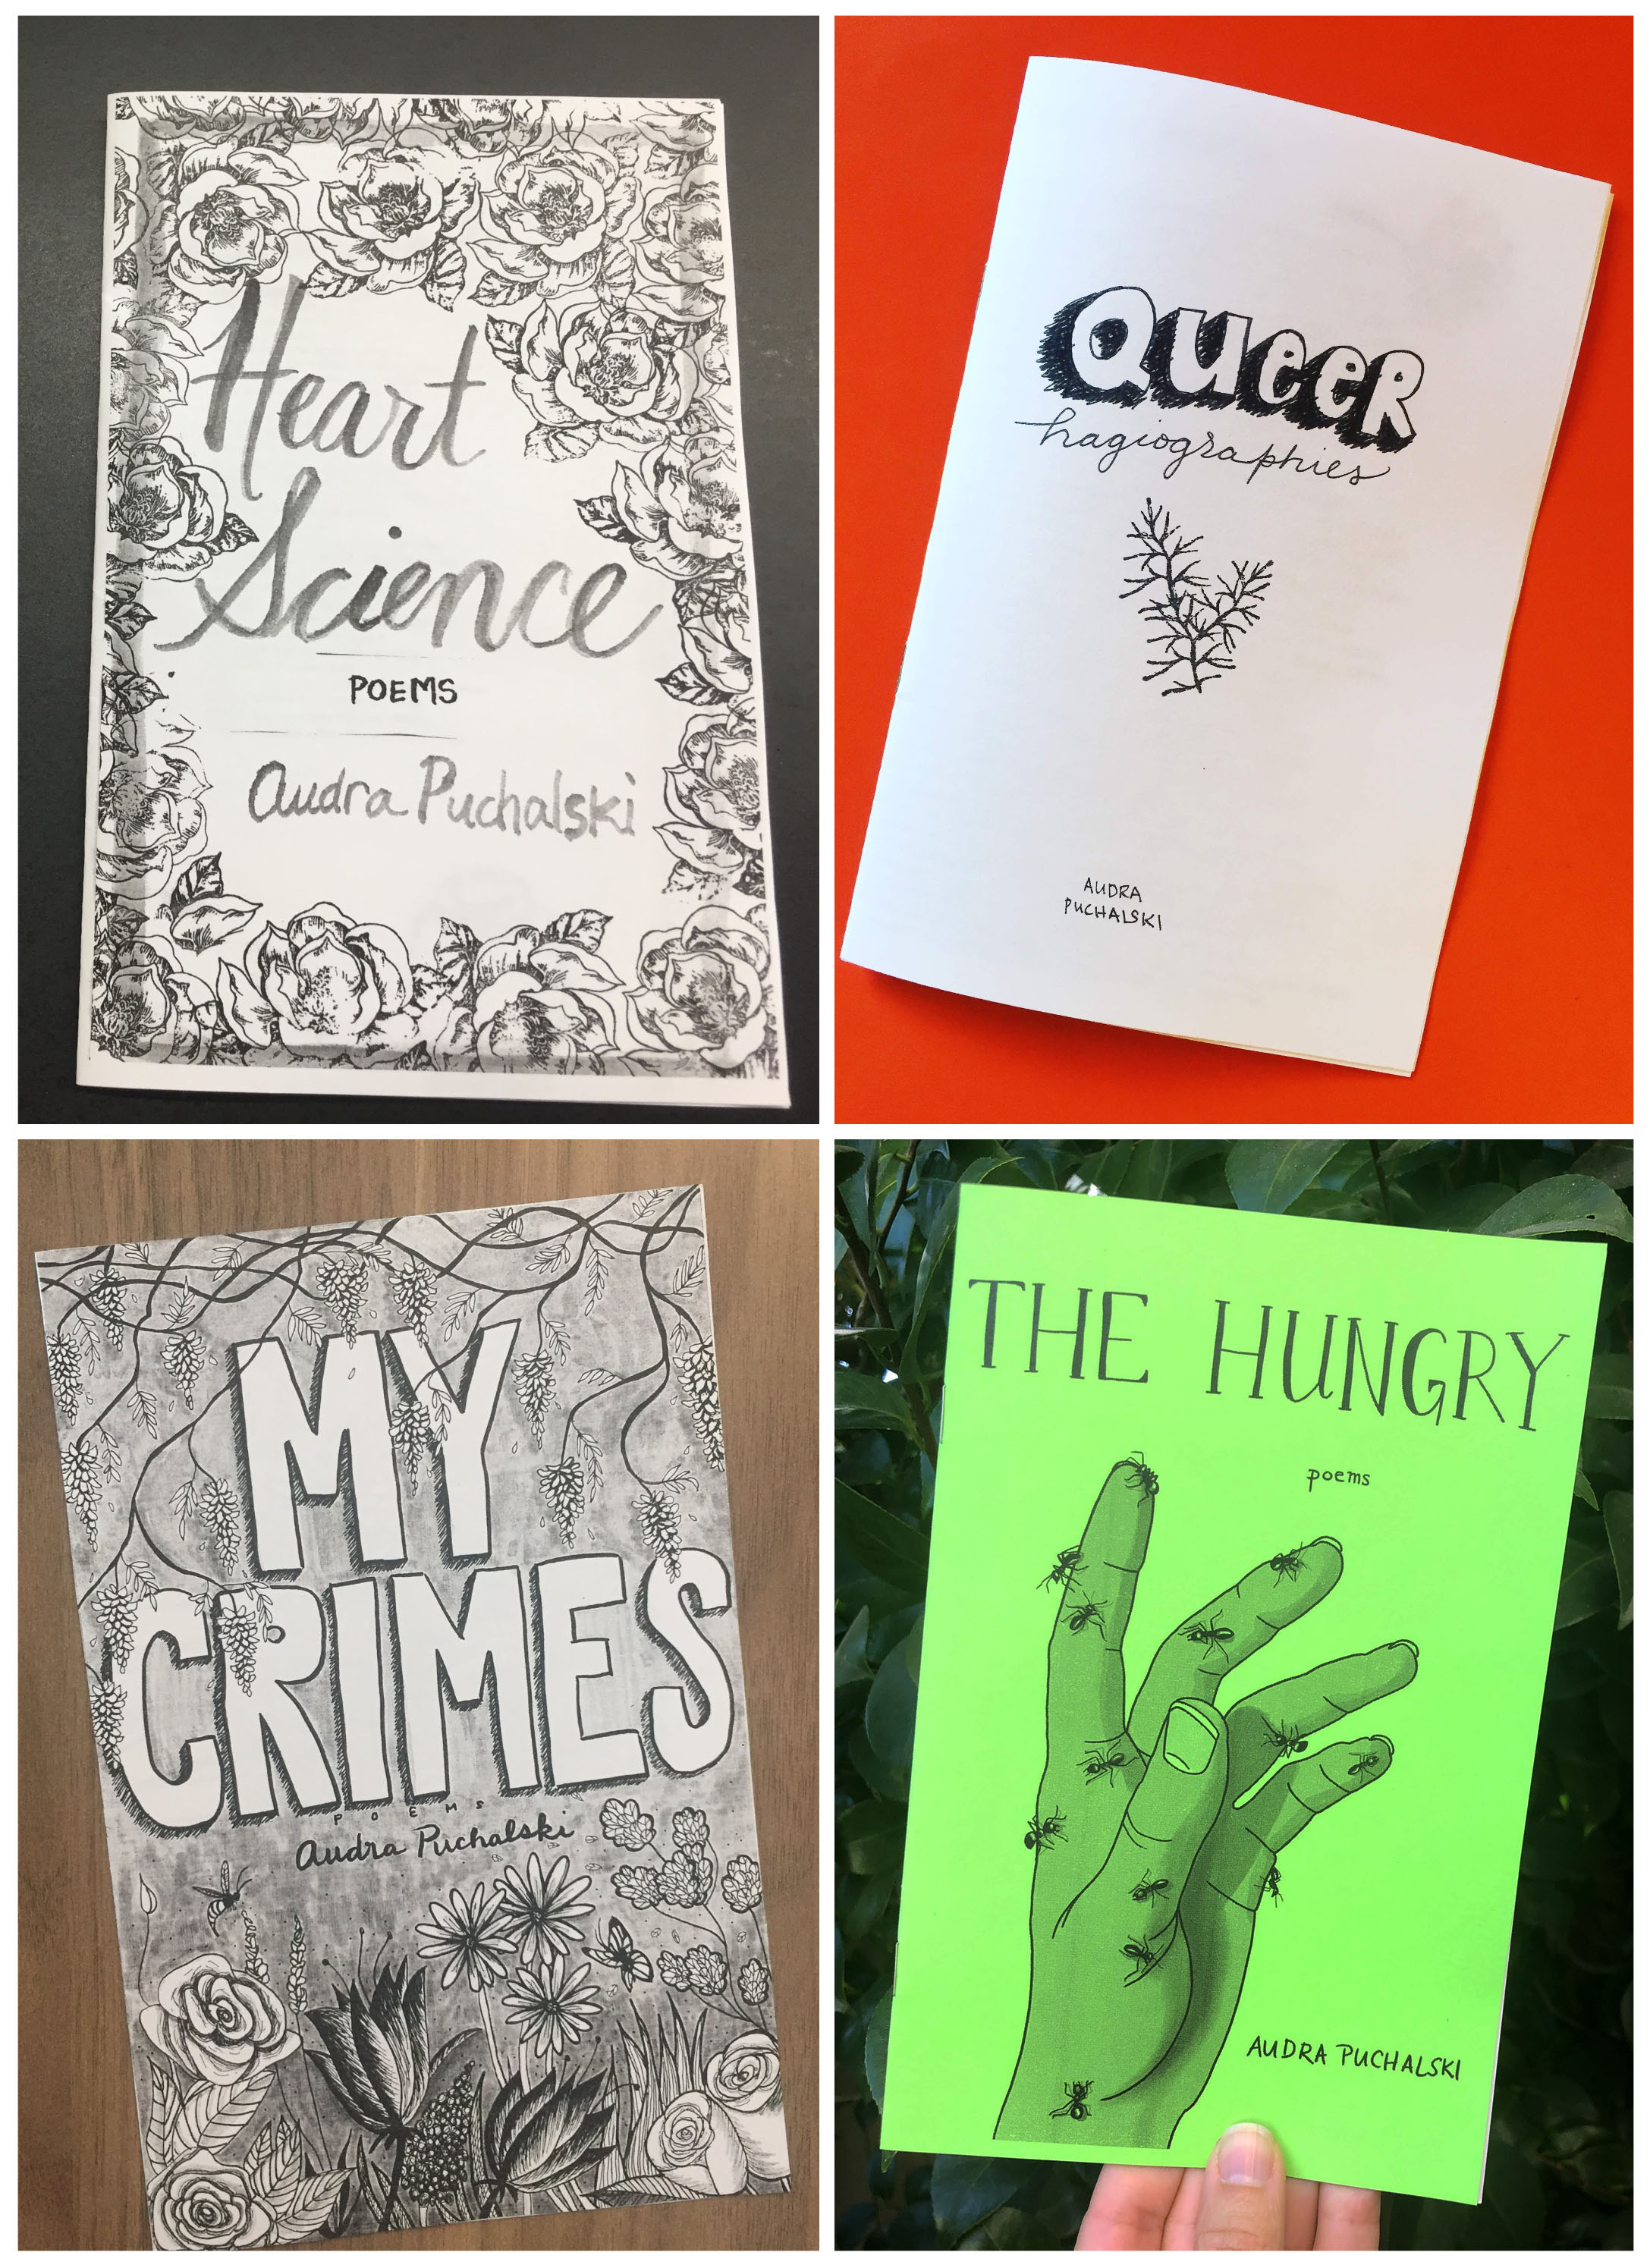 Heart
Science
POEMS
Audra Puchalski
QUEER
hagiographies
AUDRA
PUCHALSKI
MY
CRIMES
POEMS
Audra Puchalski
THE HUNGRY
poems
AUDRA PUCHALSKI